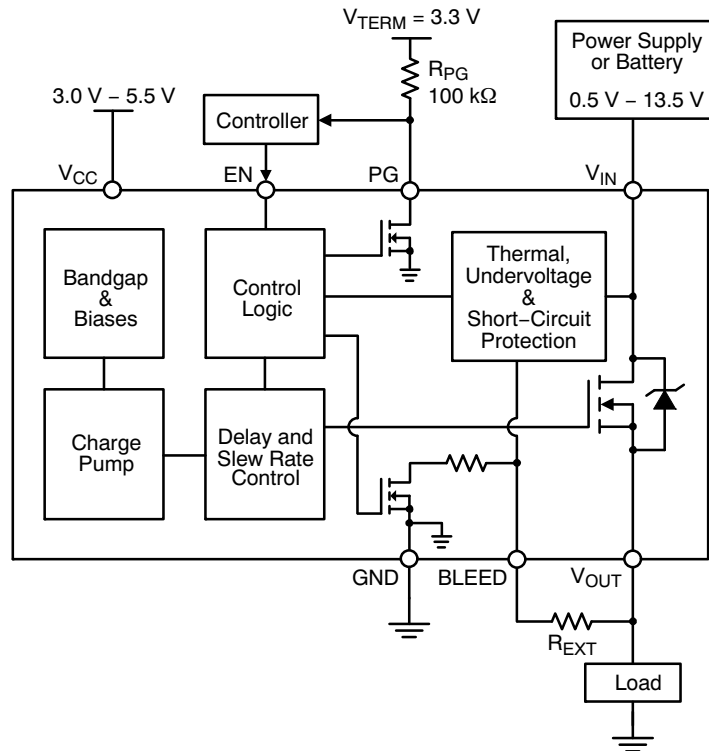 V_TERM = 3.3 V
R_PG
100 kΩ
Power Supply
or Battery
0.5 V − 13.5 V
3.0 V − 5.5 V
Controller
V_CC
EN
PG
V_IN
Bandgap
&
Biases
Control
Logic
Thermal,
Undervoltage
&
Short−Circuit
Protection
Charge
Pump
Delay and
Slew Rate
Control
GND
BLEED
V_OUT
R_EXT
Load